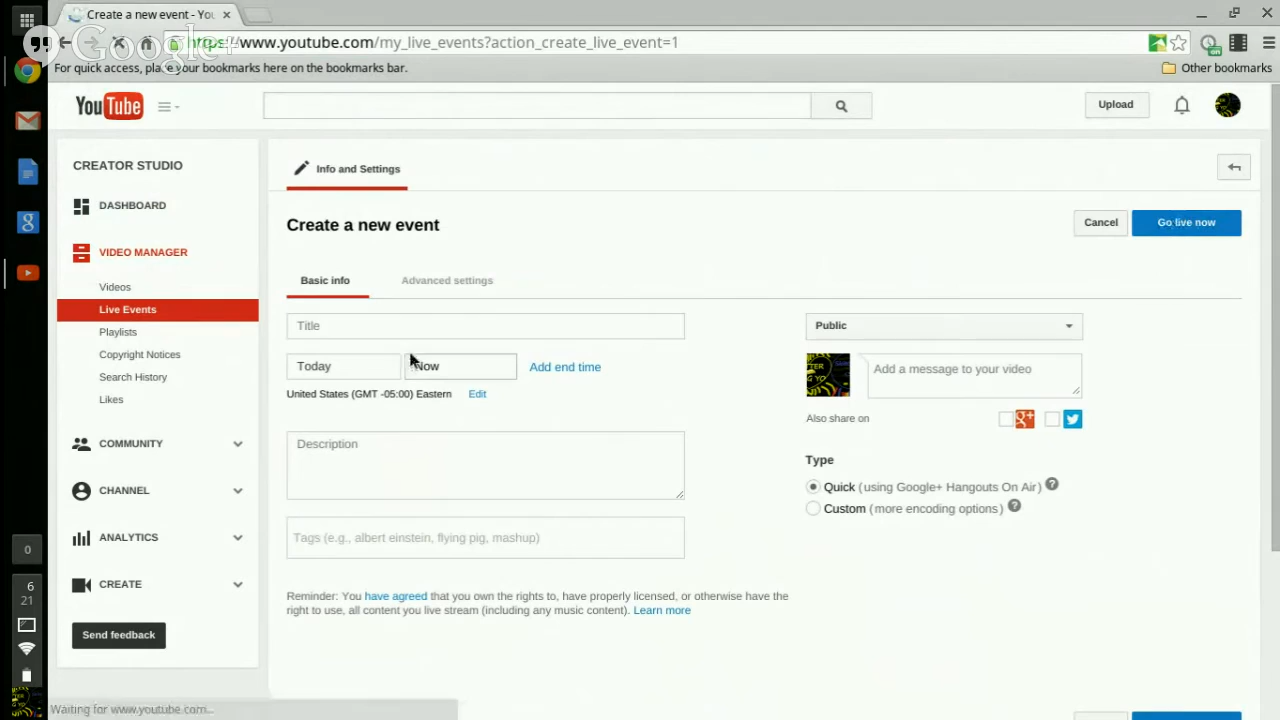 Create a new event - You
Google+
https://www.youtube.com/my_live_events?action_create_live_event=1
For quick access, place your bookmarks here on the bookmarks bar.
Other bookmarks
YouTube
Upload
CREATOR STUDIO
DASHBOARD
VIDEO MANAGER
Videos
Live Events
Playlists
Copyright Notices
Search History
Likes
COMMUNITY
CHANNEL
ANALYTICS
CREATE
Send feedback
Info and Settings
Create a new event
Cancel
Go live now
Basic info
Advanced settings
Title
Today
Now
Add end time
United States (GMT -05:00) Eastern
Edit
Description
Tags (e.g., albert einstein, flying pig, mashup)
Reminder: You have agreed that you own the rights to, have properly licensed, or otherwise have the
right to use, all content you live stream (including any music content). Learn more
Public
Add a message to your video
Also share on
Type
Quick (using Google+ Hangouts On Air)
Custom (more encoding options)
0
6
21
Waiting for www.youtube.com...